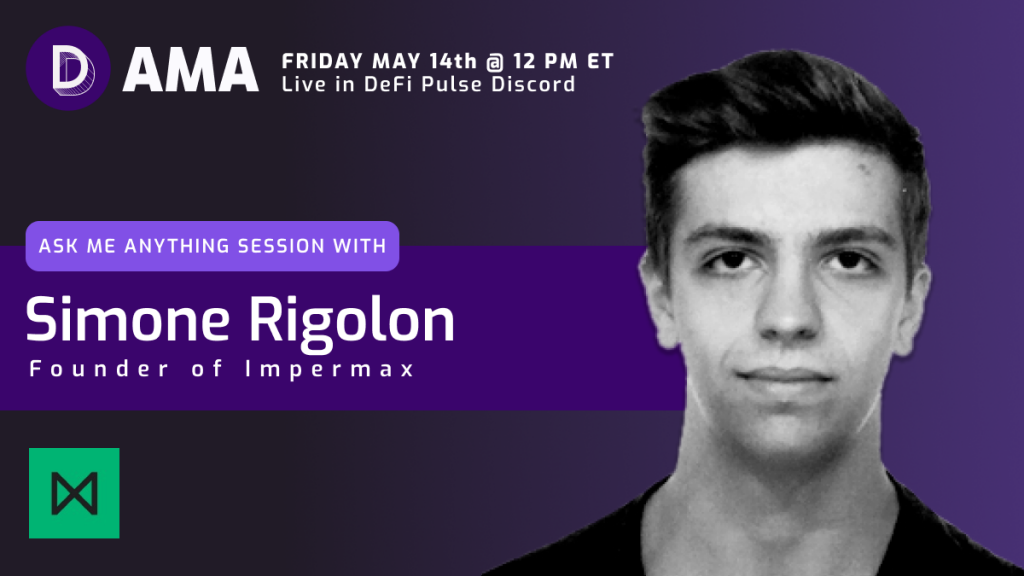 D AMA
FRIDAY MAY 14th @ 12 PM ET
Live in DeFi Pulse Discord
ASK ME ANYTHING SESSION WITH
Simone Rigolon
Founder of Impermax